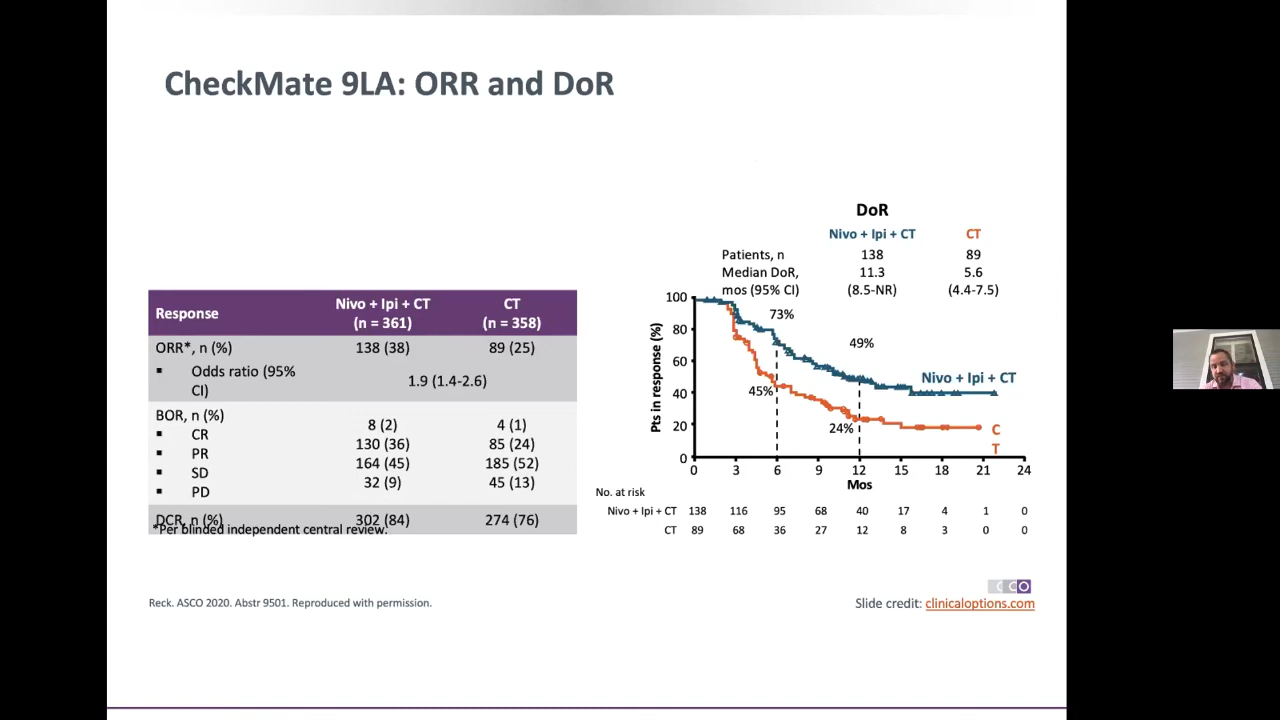 CheckMate 9LA: ORR and DoR
Response Nivo + Ipi + CT (n = 361) CT (n = 358)
ORR*, n (%) 138 (38) 89 (25)
▪ Odds ratio (95% CI) 1.9 (1.4-2.6)
BOR, n (%)
▪ CR 8 (2) 4 (1)
▪ PR 130 (36) 85 (24)
▪ SD 164 (45) 185 (52)
▪ PD 32 (9) 45 (13)
DCR, n (%) 302 (84) 274 (76)
*Per blinded independent central review.
DoR
Nivo + Ipi + CT CT
Patients, n 138 89
Median DoR, 11.3 5.6
mos (95% CI) (8.5-NR) (4.4-7.5)
Pts in response (%)
100
80
60
40
20
0
73%
49%
45%
24%
Nivo + Ipi + CT
C
T
0 3 6 9 12 15 18 21 24
Mos
No. at risk
Nivo + Ipi + CT 138 116 95 68 40 17 4 1 0
CT 89 68 36 27 12 8 3 0 0
Reck. ASCO 2020. Abstr 9501. Reproduced with permission.
CCO
Slide credit: clinicaloptions.com